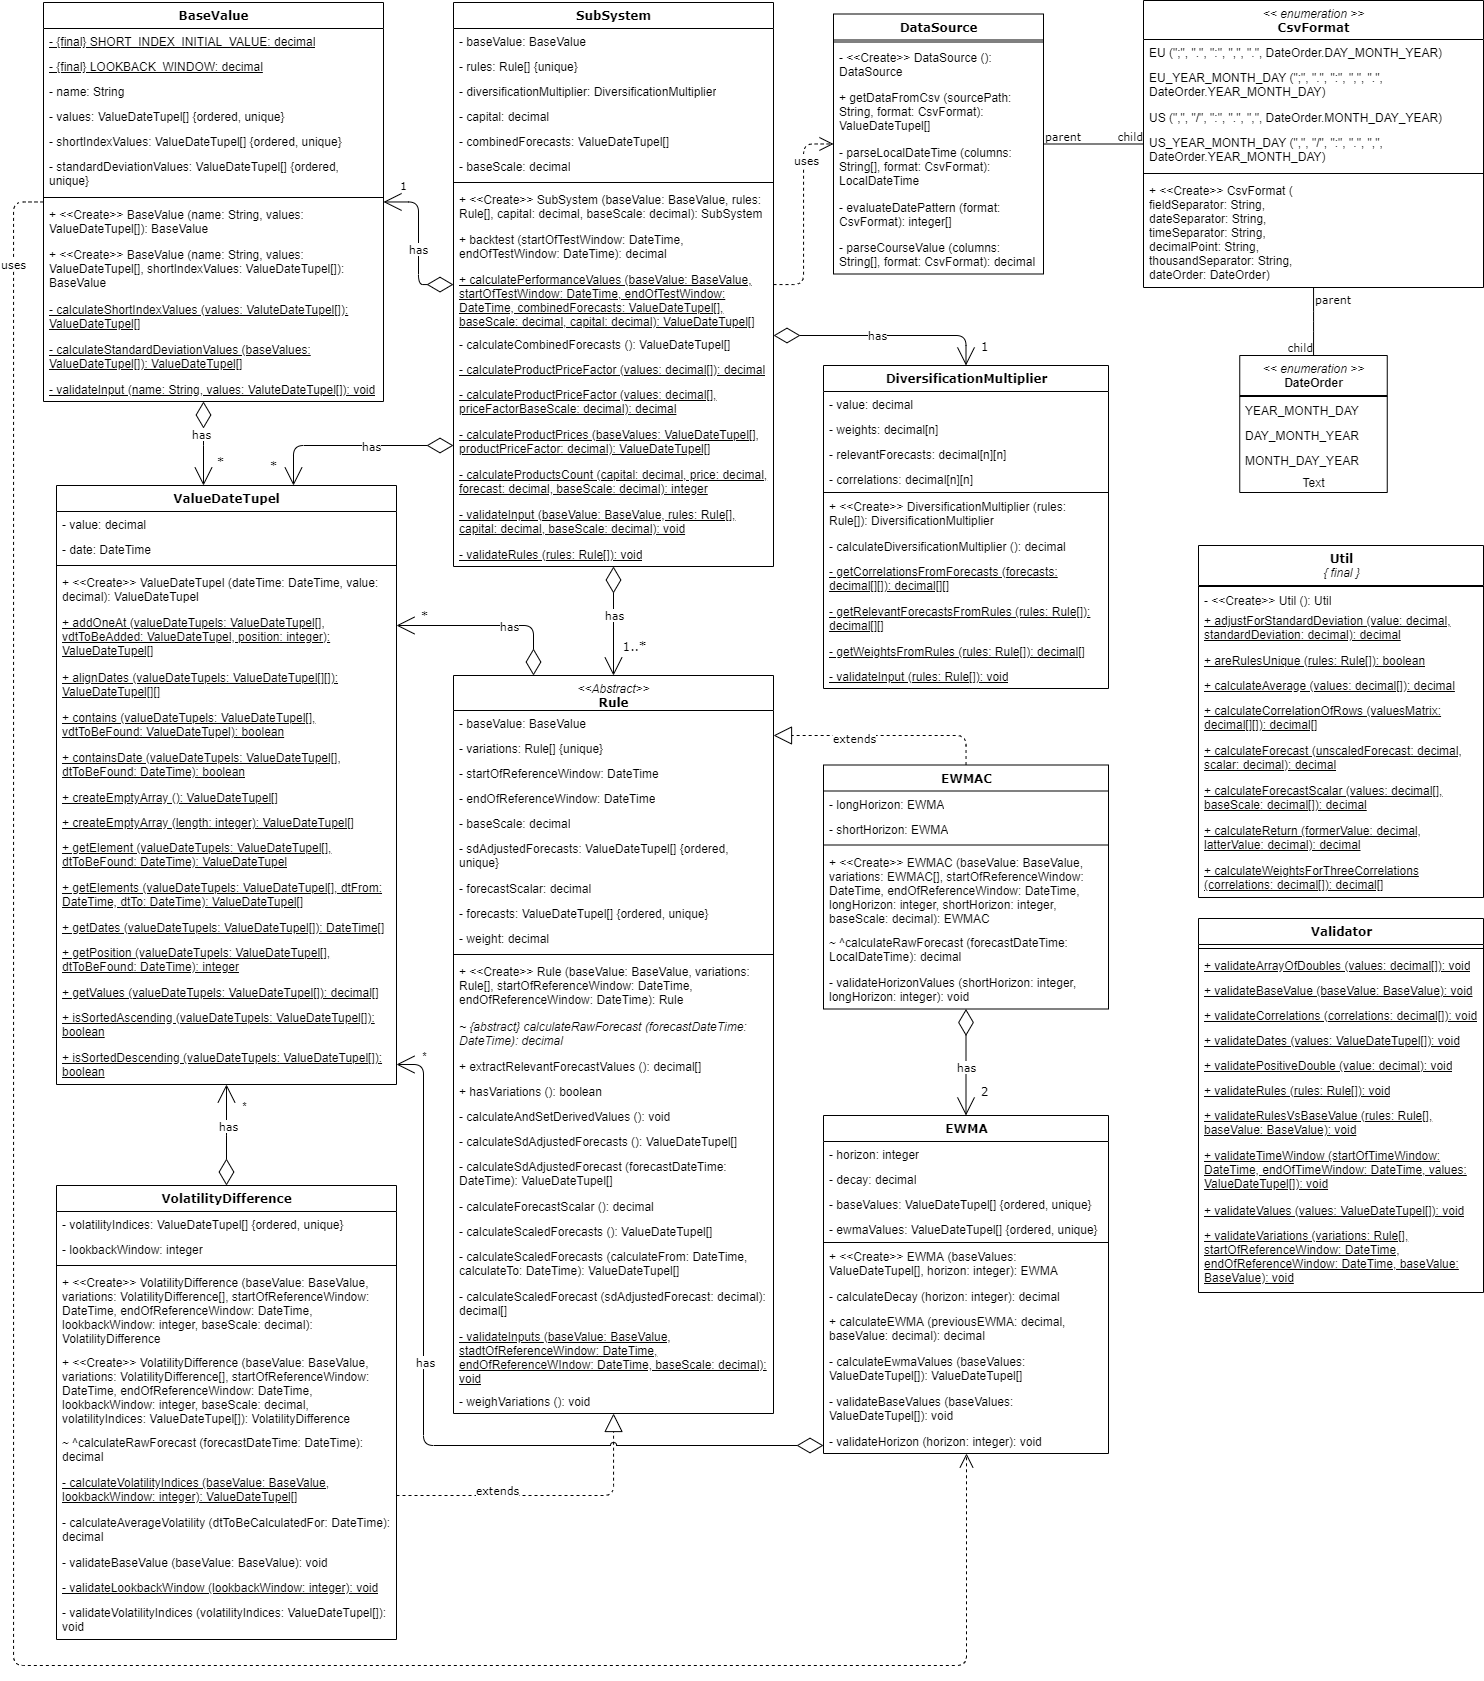 BaseValue
- {final} SHORT_INDEX_INITIAL_VALUE: decimal
- {final} LOOKBACK_WINDOW: decimal
- name: String
- values: ValueDateTupel[] {ordered, unique}
- shortIndexValues: ValueDateTupel[] {ordered, unique}
- standardDeviationValues: ValueDateTupel[] {ordered,
unique}
+ <<Create>> BaseValue (name: String, values:
ValueDateTupel[]): BaseValue
+ <<Create>> BaseValue (name: String, values:
ValueDateTupel[], shortIndexValues: ValueDateTupel[]):
BaseValue
- calculateShortIndexValues (values: ValuteDateTupel[]):
ValueDateTupel[]
- calculateStandardDeviationValues (baseValues:
ValueDateTupel[]): ValueDateTupel[]
- validateInput (name: String, values: ValuteDateTupel[]): void
SubSystem
- baseValue: BaseValue
- rules: Rule[] {unique}
- diversificationMultiplier: DiversificationMultiplier
- capital: decimal
- combinedForecasts: ValueDateTupel[]
- baseScale: decimal
+ <<Create>> SubSystem (baseValue: BaseValue, rules:
Rule[], capital: decimal, baseScale: decimal): SubSystem
+ backtest (startOfTestWindow: DateTime,
endOfTestWindow: DateTime): decimal
+ calculatePerformanceValues (baseValue: BaseValue,
startOfTestWindow: DateTime, endOfTestWindow:
DateTime, combinedForecasts: ValueDateTupel[],
baseScale: decimal, capital: decimal): ValueDateTupel[]
- calculateCombinedForecasts (): ValueDateTupel[]
- calculateProductPriceFactor (values: decimal[]): decimal
- calculateProductPriceFactor (values: decimal[],
priceFactorBaseScale: decimal): decimal
- calculateProductPrices (baseValues: ValueDateTupel[],
productPriceFactor: decimal): ValueDateTupel[]
- calculateProductsCount (capital: decimal, price: decimal,
forecast: decimal, baseScale: decimal): integer
- validateInput (baseValue: BaseValue, rules: Rule[],
capital: decimal, baseScale: decimal): void
- validateRules (rules: Rule[]): void
DataSource
- <<Create>> DataSource ():
DataSource
+ getDataFromCsv (sourcePath:
String, format: CsvFormat):
ValueDateTupel[]
- parseLocalDateTime (columns:
String[], format: CsvFormat):
LocalDateTime
- evaluateDatePattern (format:
CsvFormat): integer[]
- parseCourseValue (columns:
String[], format: CsvFormat): decimal
<< enumeration >>
CsvFormat
EU (";", ".", ":", ",", ".", DateOrder.DAY_MONTH_YEAR)
EU_YEAR_MONTH_DAY (";", ".", ":", ",", ".",
DateOrder.YEAR_MONTH_DAY)
US (",", "/", ":", ".", ",", DateOrder.MONTH_DAY_YEAR)
US_YEAR_MONTH_DAY (",", "/", ":", ".", ",",
DateOrder.YEAR_MONTH_DAY)
+ <<Create>> CsvFormat (
fieldSeparator: String,
dateSeparator: String,
timeSeparator: String,
decimalPoint: String,
thousandSeparator: String,
dateOrder: DateOrder)
parent
child
uses
1
has
uses
has
1
parent
child
<< enumeration >>
DateOrder
YEAR_MONTH_DAY
DAY_MONTH_YEAR
MONTH_DAY_YEAR
Text
DiversificationMultiplier
- value: decimal
- weights: decimal[n]
- relevantForecasts: decimal[n][n]
- correlations: decimal[n][n]
+ <<Create>> DiversificationMultiplier (rules:
Rule[]): DiversificationMultiplier
- calculateDiversificationMultiplier (): decimal
- getCorrelationsFromForecasts (forecasts:
decimal[][]): decimal[][]
- getRelevantForecastsFromRules (rules: Rule[]):
decimal[][]
- getWeightsFromRules (rules: Rule[]): decimal[]
- validateInput (rules: Rule[]): void
has
*
has
*
ValueDateTupel
- value: decimal
- date: DateTime
+ <<Create>> ValueDateTupel (dateTime: DateTime, value:
decimal): ValueDateTupel
+ addOneAt (valueDateTupels: ValueDateTupel[],
vdtToBeAdded: ValueDateTupel, position: integer):
ValueDateTupel[]
+ alignDates (valueDateTupels: ValueDateTupel[][]):
ValueDateTupel[][]
+ contains (valueDateTupels: ValueDateTupel[],
vdtToBeFound: ValueDateTupel): boolean
+ containsDate (valueDateTupels: ValueDateTupel[],
dtToBeFound: DateTime): boolean
+ createEmptyArray (): ValueDateTupel[]
+ createEmptyArray (length: integer): ValueDateTupel[]
+ getElement (valueDateTupels: ValueDateTupel[],
dtToBeFound: DateTime): ValueDateTupel
+ getElements (valueDateTupels: ValueDateTupel[], dtFrom:
DateTime, dtTo: DateTime): ValueDateTupel[]
+ getDates (valueDateTupels: ValueDateTupel[]): DateTime[]
+ getPosition (valueDateTupels: ValueDateTupel[],
dtToBeFound: DateTime): integer
+ getValues (valueDateTupels: ValueDateTupel[]): decimal[]
+ isSortedAscending (valueDateTupels: ValueDateTupel[]):
boolean
+ isSortedDescending (valueDateTupels: ValueDateTupel[]):
boolean
has
1..*
*
has
<<Abstract>>
Rule
- baseValue: BaseValue
- variations: Rule[] {unique}
- startOfReferenceWindow: DateTime
- endOfReferenceWindow: DateTime
- baseScale: decimal
- sdAdjustedForecasts: ValueDateTupel[] {ordered,
unique}
- forecastScalar: decimal
- forecasts: ValueDateTupel[] {ordered, unique}
- weight: decimal
+ <<Create>> Rule (baseValue: BaseValue, variations:
Rule[], startOfReferenceWindow: DateTime,
endOfReferenceWindow: DateTime): Rule
~ {abstract} calculateRawForecast (forecastDateTime:
DateTime): decimal
+ extractRelevantForecastValues (): decimal[]
+ hasVariations (): boolean
- calculateAndSetDerivedValues (): void
- calculateSdAdjustedForecasts (): ValueDateTupel[]
- calculateSdAdjustedForecast (forecastDateTime:
DateTime): ValueDateTupel[]
- calculateForecastScalar (): decimal
- calculateScaledForecasts (): ValueDateTupel[]
- calculateScaledForecasts (calculateFrom: DateTime,
calculateTo: DateTime): ValueDateTupel[]
- calculateScaledForecast (sdAdjustedForecast: decimal):
decimal[]
- validateInputs (baseValue: BaseValue,
stadtOfReferenceWindow: DateTime,
endOfReferenceWIndow: DateTime, baseScale: decimal):
void
- weighVariations (): void
extends
EWMAC
- longHorizon: EWMA
- shortHorizon: EWMA
+ <<Create>> EWMAC (baseValue: BaseValue,
variations: EWMAC[], startOfReferenceWindow:
DateTime, endOfReferenceWindow: DateTime,
longHorizon: integer, shortHorizon: integer,
baseScale: decimal): EWMAC
~ ^calculateRawForecast (forecastDateTime:
LocalDateTime): decimal
- validateHorizonValues (shortHorizon: integer,
longHorizon: integer): void
has
2
EWMA
- horizon: integer
- decay: decimal
- baseValues: ValueDateTupel[] {ordered, unique}
- ewmaValues: ValueDateTupel[] {ordered, unique}
+ <<Create>> EWMA (baseValues:
ValueDateTupel[], horizon: integer): EWMA
- calculateDecay (horizon: integer): decimal
+ calculateEWMA (previousEWMA: decimal,
baseValue: decimal): decimal
- calculateEwmaValues (baseValues:
ValueDateTupel[]): ValueDateTupel[]
- validateBaseValues (baseValues:
ValueDateTupel[]): void
- validateHorizon (horizon: integer): void
Util
{ final }
- <<Create>> Util (): Util
+ adjustForStandardDeviation (value: decimal,
standardDeviation: decimal): decimal
+ areRulesUnique (rules: Rule[]): boolean
+ calculateAverage (values: decimal[]): decimal
+ calculateCorrelationOfRows (valuesMatrix:
decimal[][]): decimal[]
+ calculateForecast (unscaledForecast: decimal,
scalar: decimal): decimal
+ calculateForecastScalar (values: decimal[],
baseScale: decimal[]): decimal
+ calculateReturn (formerValue: decimal,
latterValue: decimal): decimal
+ calculateWeightsForThreeCorrelations
(correlations: decimal[]): decimal[]
Validator
+ validateArrayOfDoubles (values: decimal[]): void
+ validateBaseValue (baseValue: BaseValue): void
+ validateCorrelations (correlations: decimal[]): void
+ validateDates (values: ValueDateTupel[]): void
+ validatePositiveDouble (value: decimal): void
+ validateRules (rules: Rule[]): void
+ validateRulesVsBaseValue (rules: Rule[],
baseValue: BaseValue): void
+ validateTimeWindow (startOfTimeWindow:
DateTime, endOfTimeWindow: DateTime, values:
ValueDateTupel[]): void
+ validateValues (values: ValueDateTupel[]): void
+ validateVariations (variations: Rule[],
startOfReferenceWindow: DateTime,
endOfReferenceWindow: DateTime, baseValue:
BaseValue): void
*
has
*
has
VolatilityDifference
- volatilityIndices: ValueDateTupel[] {ordered, unique}
- lookbackWindow: integer
+ <<Create>> VolatilityDifference (baseValue: BaseValue,
variations: VolatilityDifference[], startOfReferenceWindow:
DateTime, endOfReferenceWindow: DateTime,
lookbackWindow: integer, baseScale: decimal):
VolatilityDifference
+ <<Create>> VolatilityDifference (baseValue: BaseValue,
variations: VolatilityDifference[], startOfReferenceWindow:
DateTime, endOfReferenceWindow: DateTime,
lookbackWindow: integer, baseScale: decimal,
volatilityIndices: ValueDateTupel[]): VolatilityDifference
~ ^calculateRawForecast (forecastDateTime: DateTime):
decimal
- calculateVolatilityIndices (baseValue: BaseValue,
lookbackWindow: integer): ValueDateTupel[]
- calculateAverageVolatility (dtToBeCalculatedFor: DateTime):
decimal
- validateBaseValue (baseValue: BaseValue): void
- validateLookbackWindow (lookbackWindow: integer): void
- validateVolatilityIndices (volatilityIndices: ValueDateTupel[]):
void
extends